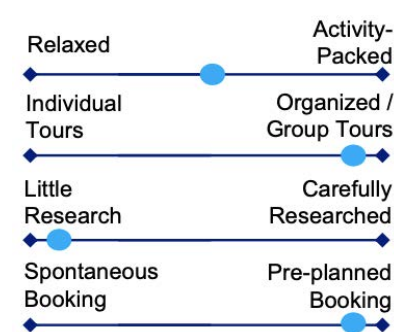 Relaxed
Activity-
Packed
Individual
Tours
Organized /
Group Tours
Little
Research
Carefully
Researched
Spontaneous
Booking
Pre-planned
Booking